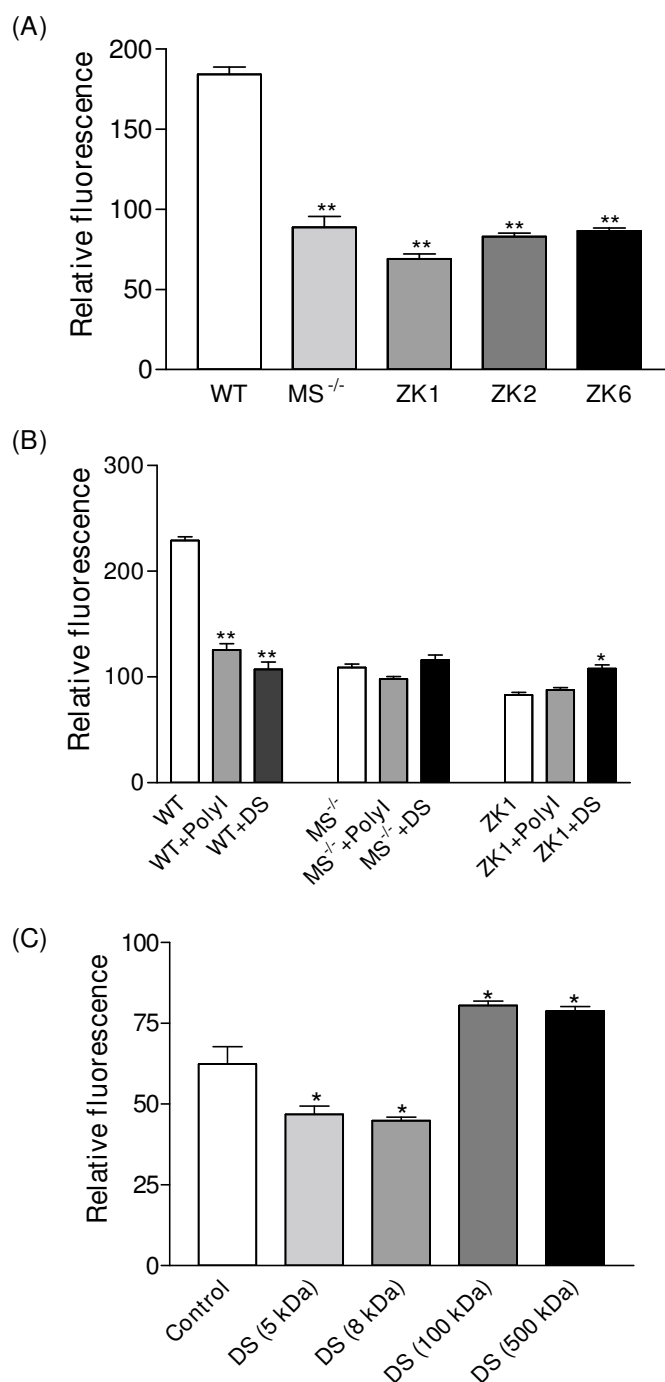 (A)
Relative fluorescence
200
150
100
50
0
**
**
**
**
WT
MS-/-
ZK1
ZK2
ZK6
(B)
Relative fluorescence
300
200
100
0
**
**
*
WT
WT+PolyI
WT+DS
MS-/-
MS-/-+PolyI
MS-/-+DS
ZK1
ZK1+PolyI
ZK1+DS
(C)
Relative fluorescence
100
75
50
25
0
*
*
*
*
Control
DS (5 kDa)
DS (8 kDa)
DS (100 kDa)
DS (500 kDa)